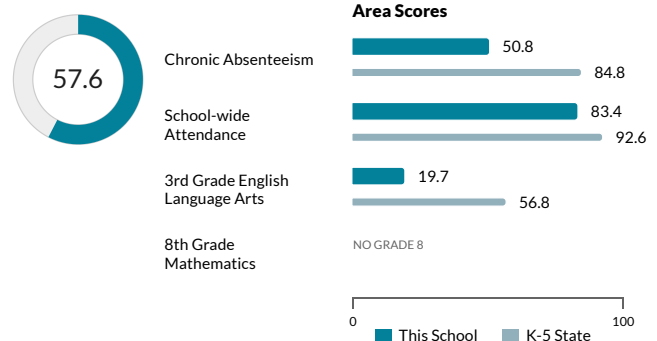 Area Scores
57.6
Chronic Absenteeism
50.8
84.8
School-wide
Attendance
83.4
92.6
3rd Grade English
Language Arts
19.7
56.8
8th Grade
Mathematics
NO GRADE 8
0
100
This School
K-5 State